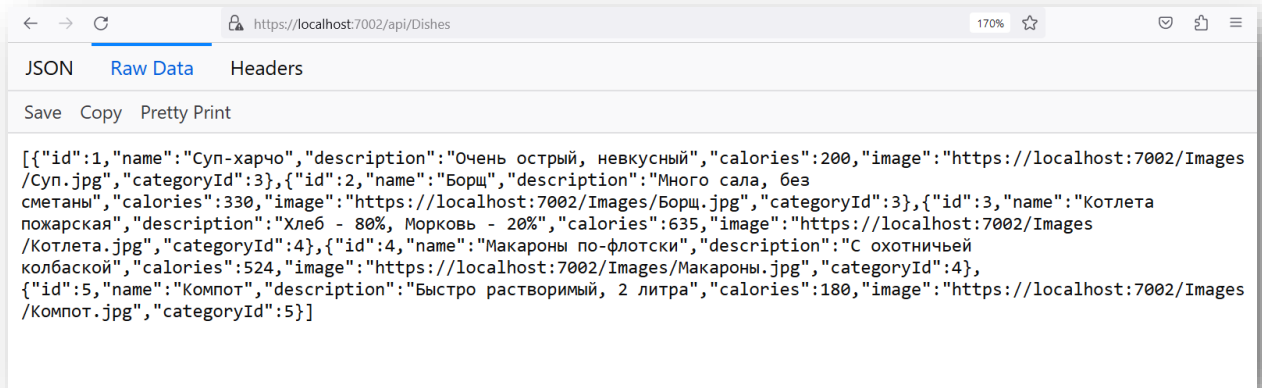 https://localhost:7002/api/Dishes 170%
JSON Raw Data Headers
Save Copy Pretty Print
[{"id":1,"name":"Суп-харчо","description":"Очень острый, невкусный","calories":200,"image":"https://localhost:7002/Images
/Суп.jpg","categoryId":3},{"id":2,"name":"Борщ","description":"Много сала, без
сметаны","calories":330,"image":"https://localhost:7002/Images/Борщ.jpg","categoryId":3},{"id":3,"name":"Котлета
пожарская","description":"Хлеб - 80%, Морковь - 20%","calories":635,"image":"https://localhost:7002/Images
/Котлета.jpg","categoryId":4},{"id":4,"name":"Макароны по-флотски","description":"С охотничьей
колбаской","calories":524,"image":"https://localhost:7002/Images/Макароны.jpg","categoryId":4},
{"id":5,"name":"Компот","description":"Быстро растворимый, 2 литра","calories":180,"image":"https://localhost:7002/Images
/Компот.jpg","categoryId":5}]